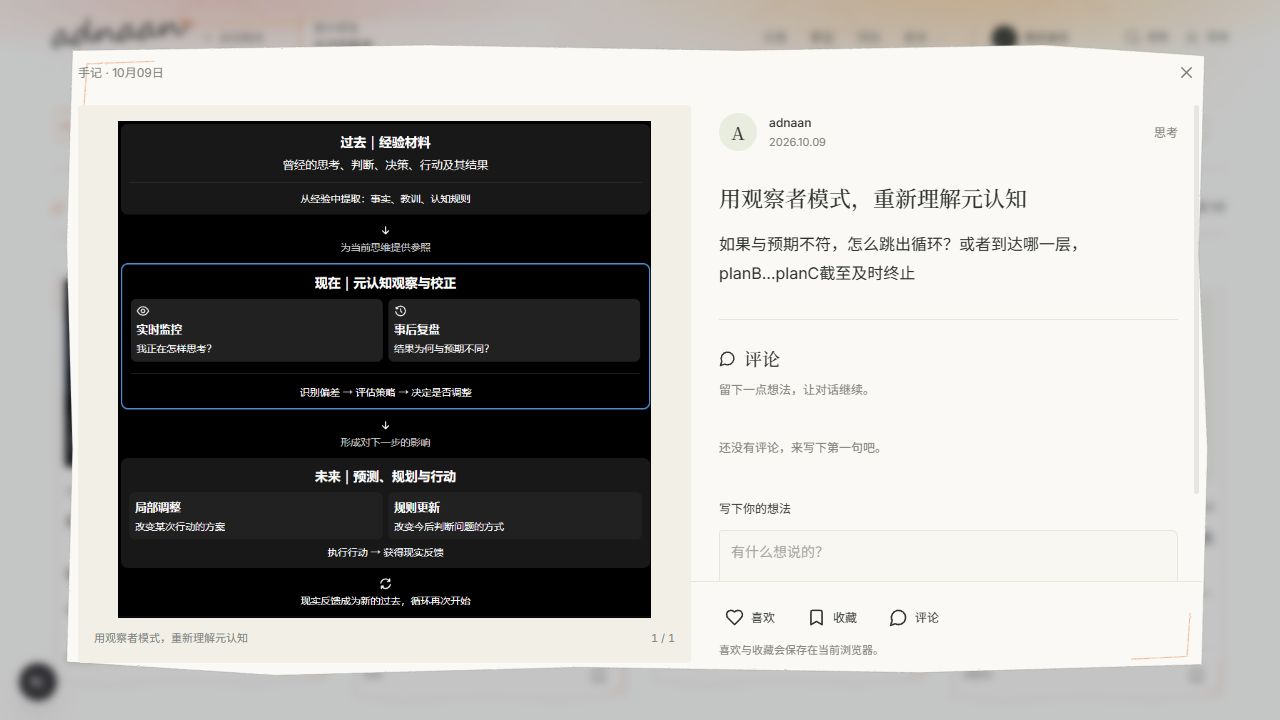 adnaan
手记 · 10月09日
过去 | 经验材料
曾经的思考、判断、决策、行动及其结果
从经验中提取：事实、教训、认知规则
↓
为当前思维提供参照
现在 | 元认知观察与校正
实时监控
我正在怎样思考？
事后复盘
结果为何与预期不同？
识别偏差 → 评估策略 → 决定是否调整
↓
形成对下一步的影响
未来 | 预测、规划与行动
局部调整
改变某次行动的方案
规则更新
改变今后判断问题的方式
执行行动 → 获得现实反馈
现实反馈成为新的过去，循环再次开始
用观察者模式，重新理解元认知
1 / 1
A
adnaan
2026.10.09
思考
用观察者模式，重新理解元认知
如果与预期不符，怎么跳出循环？或者到达哪一层，
planB...planC截至及时终止
评论
留下一点想法，让对话继续。
还没有评论，来写下第一句吧。
写下你的想法
有什么想说的？
喜欢
收藏
评论
喜欢与收藏会保存在当前浏览器。